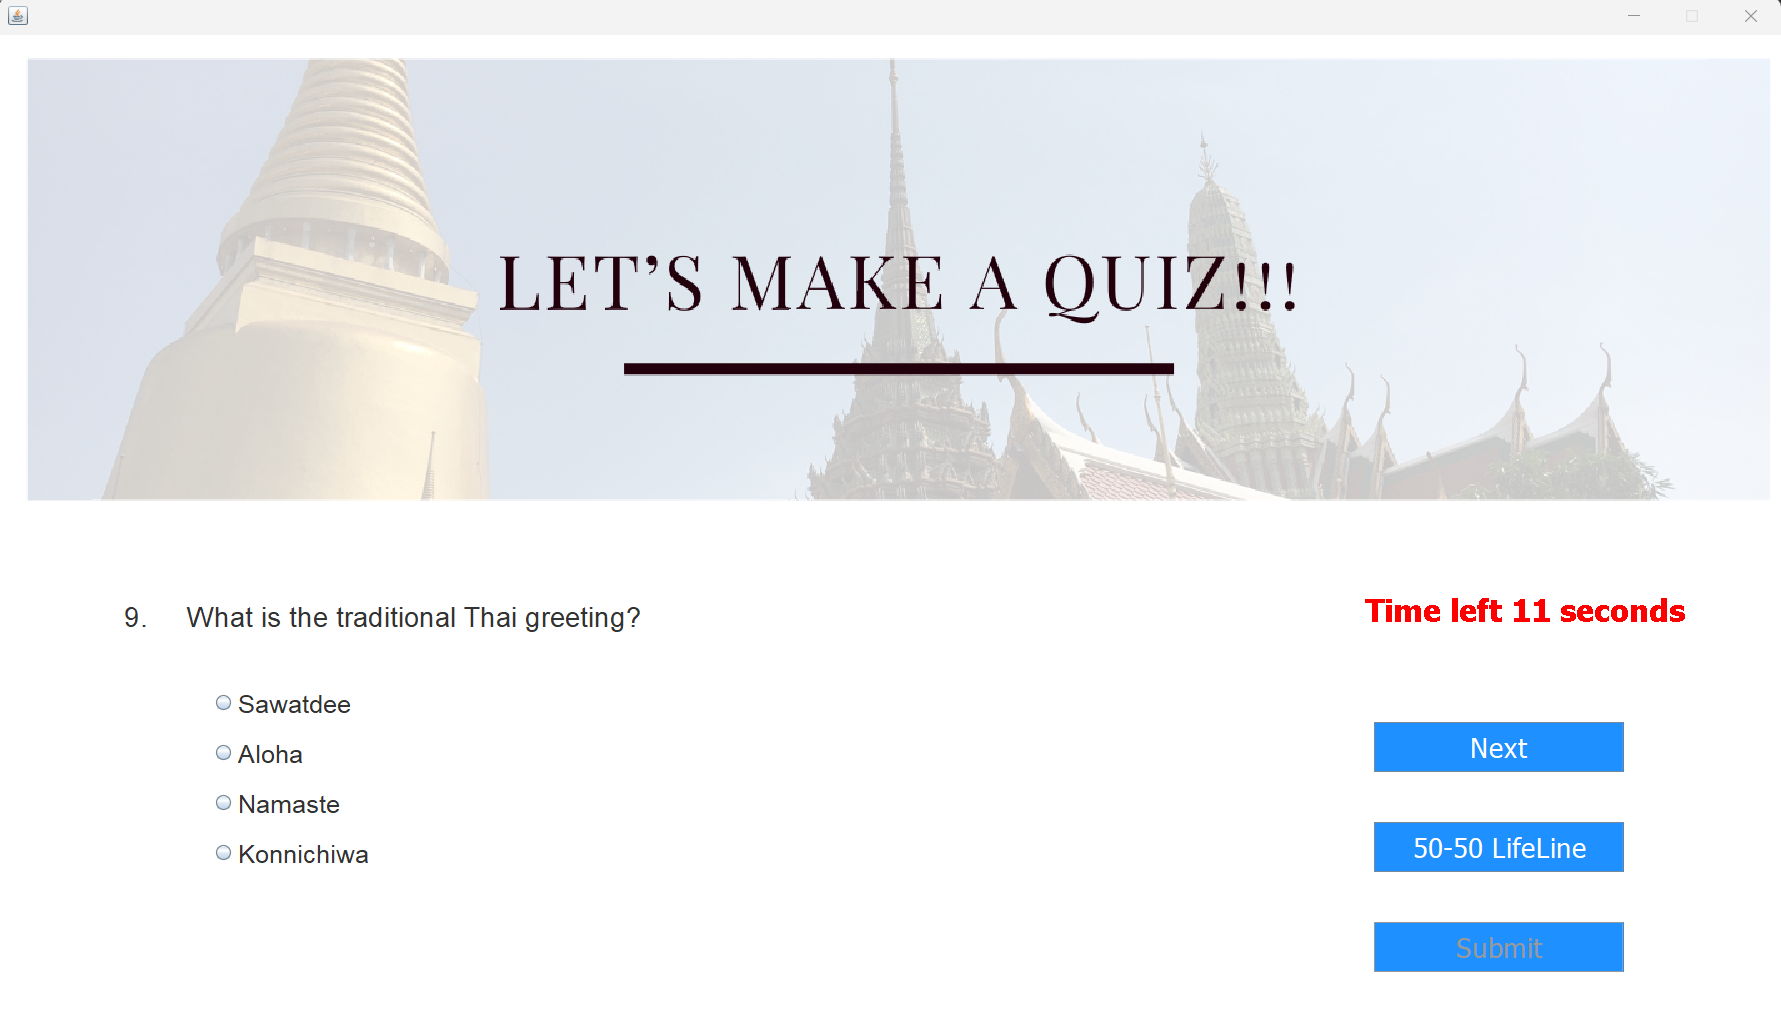 LET’S MAKE A QUIZ!!!
9. What is the traditional Thai greeting?
Time left 11 seconds
Sawatdee
Aloha
Namaste
Konnichiwa
Next
50-50 LifeLine
Submit